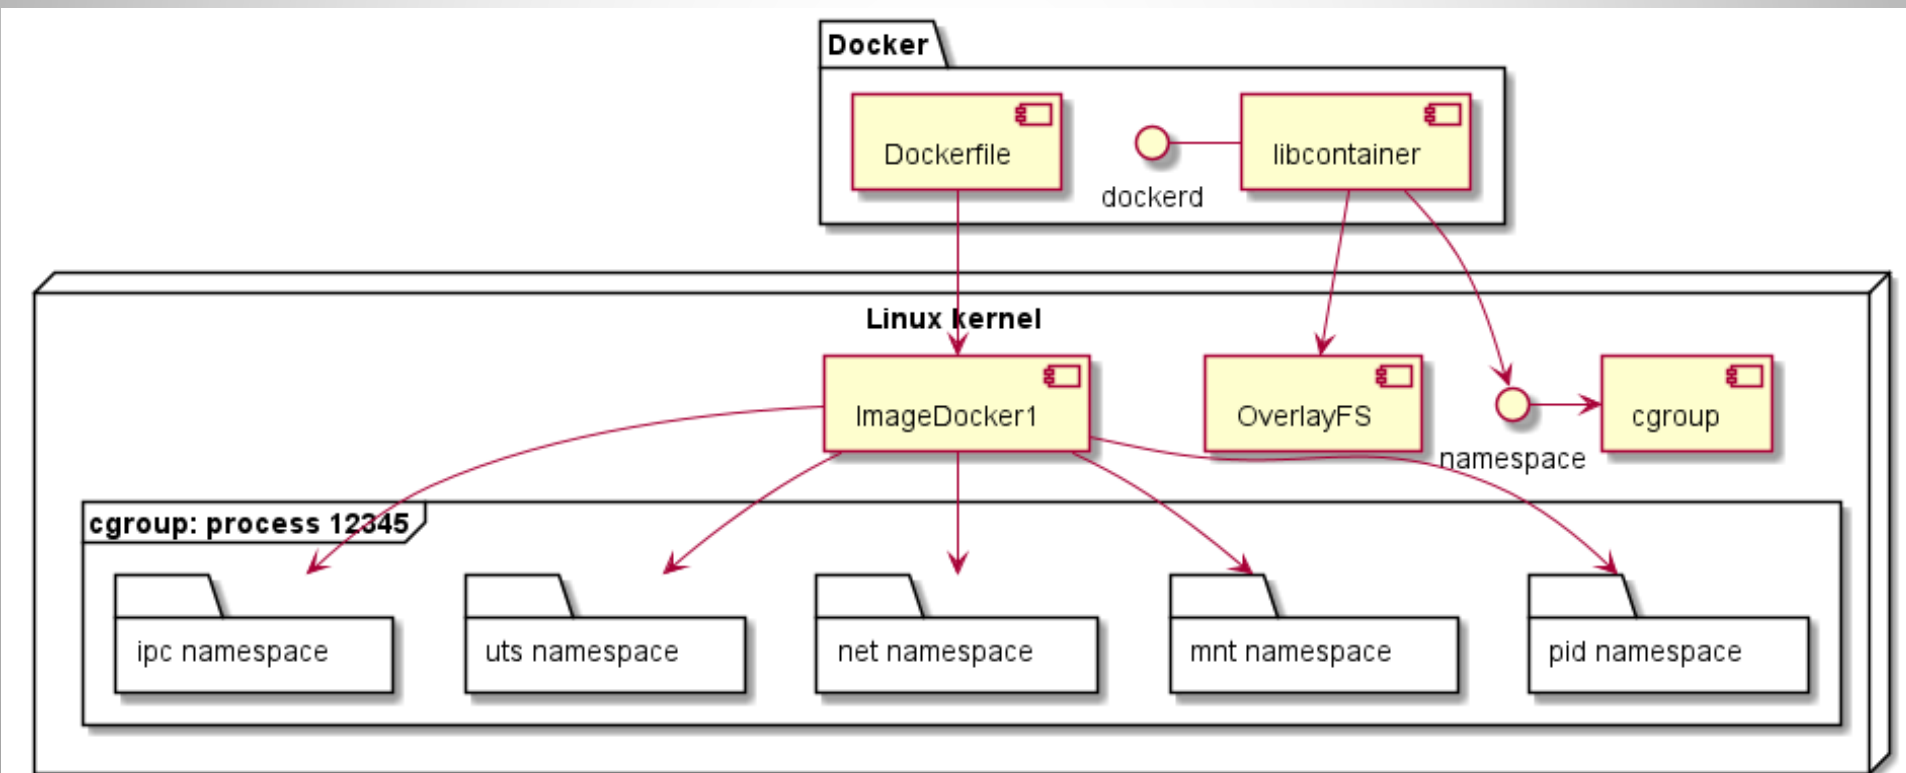 Docker
Dockerfile
libcontainer
dockerd
Linux kernel
ImageDocker1
OverlayFS
cgroup
namespace
cgroup: process 12345
ipc namespace
uts namespace
net namespace
mnt namespace
pid namespace